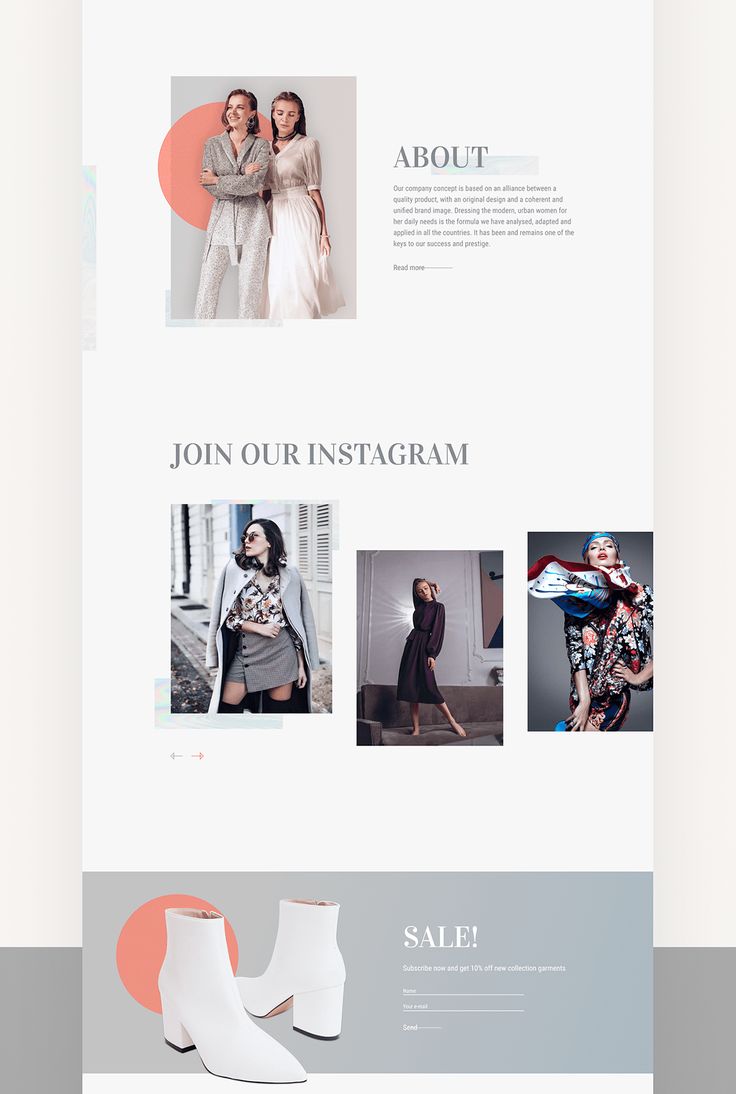 ABOUT
Our company concept is based on an alliance between a
quality product, with an original design and a coherent and
unified brand image. Dressing the modern, urban women for
her daily needs is the formula we have analysed, adapted and
applied in all the countries. It has been and remains one of the
keys to our success and prestige.
Read more
JOIN OUR INSTAGRAM
SALE!
Subscribe now and get 10% off new collection garments
Name
Your e-mail
Send